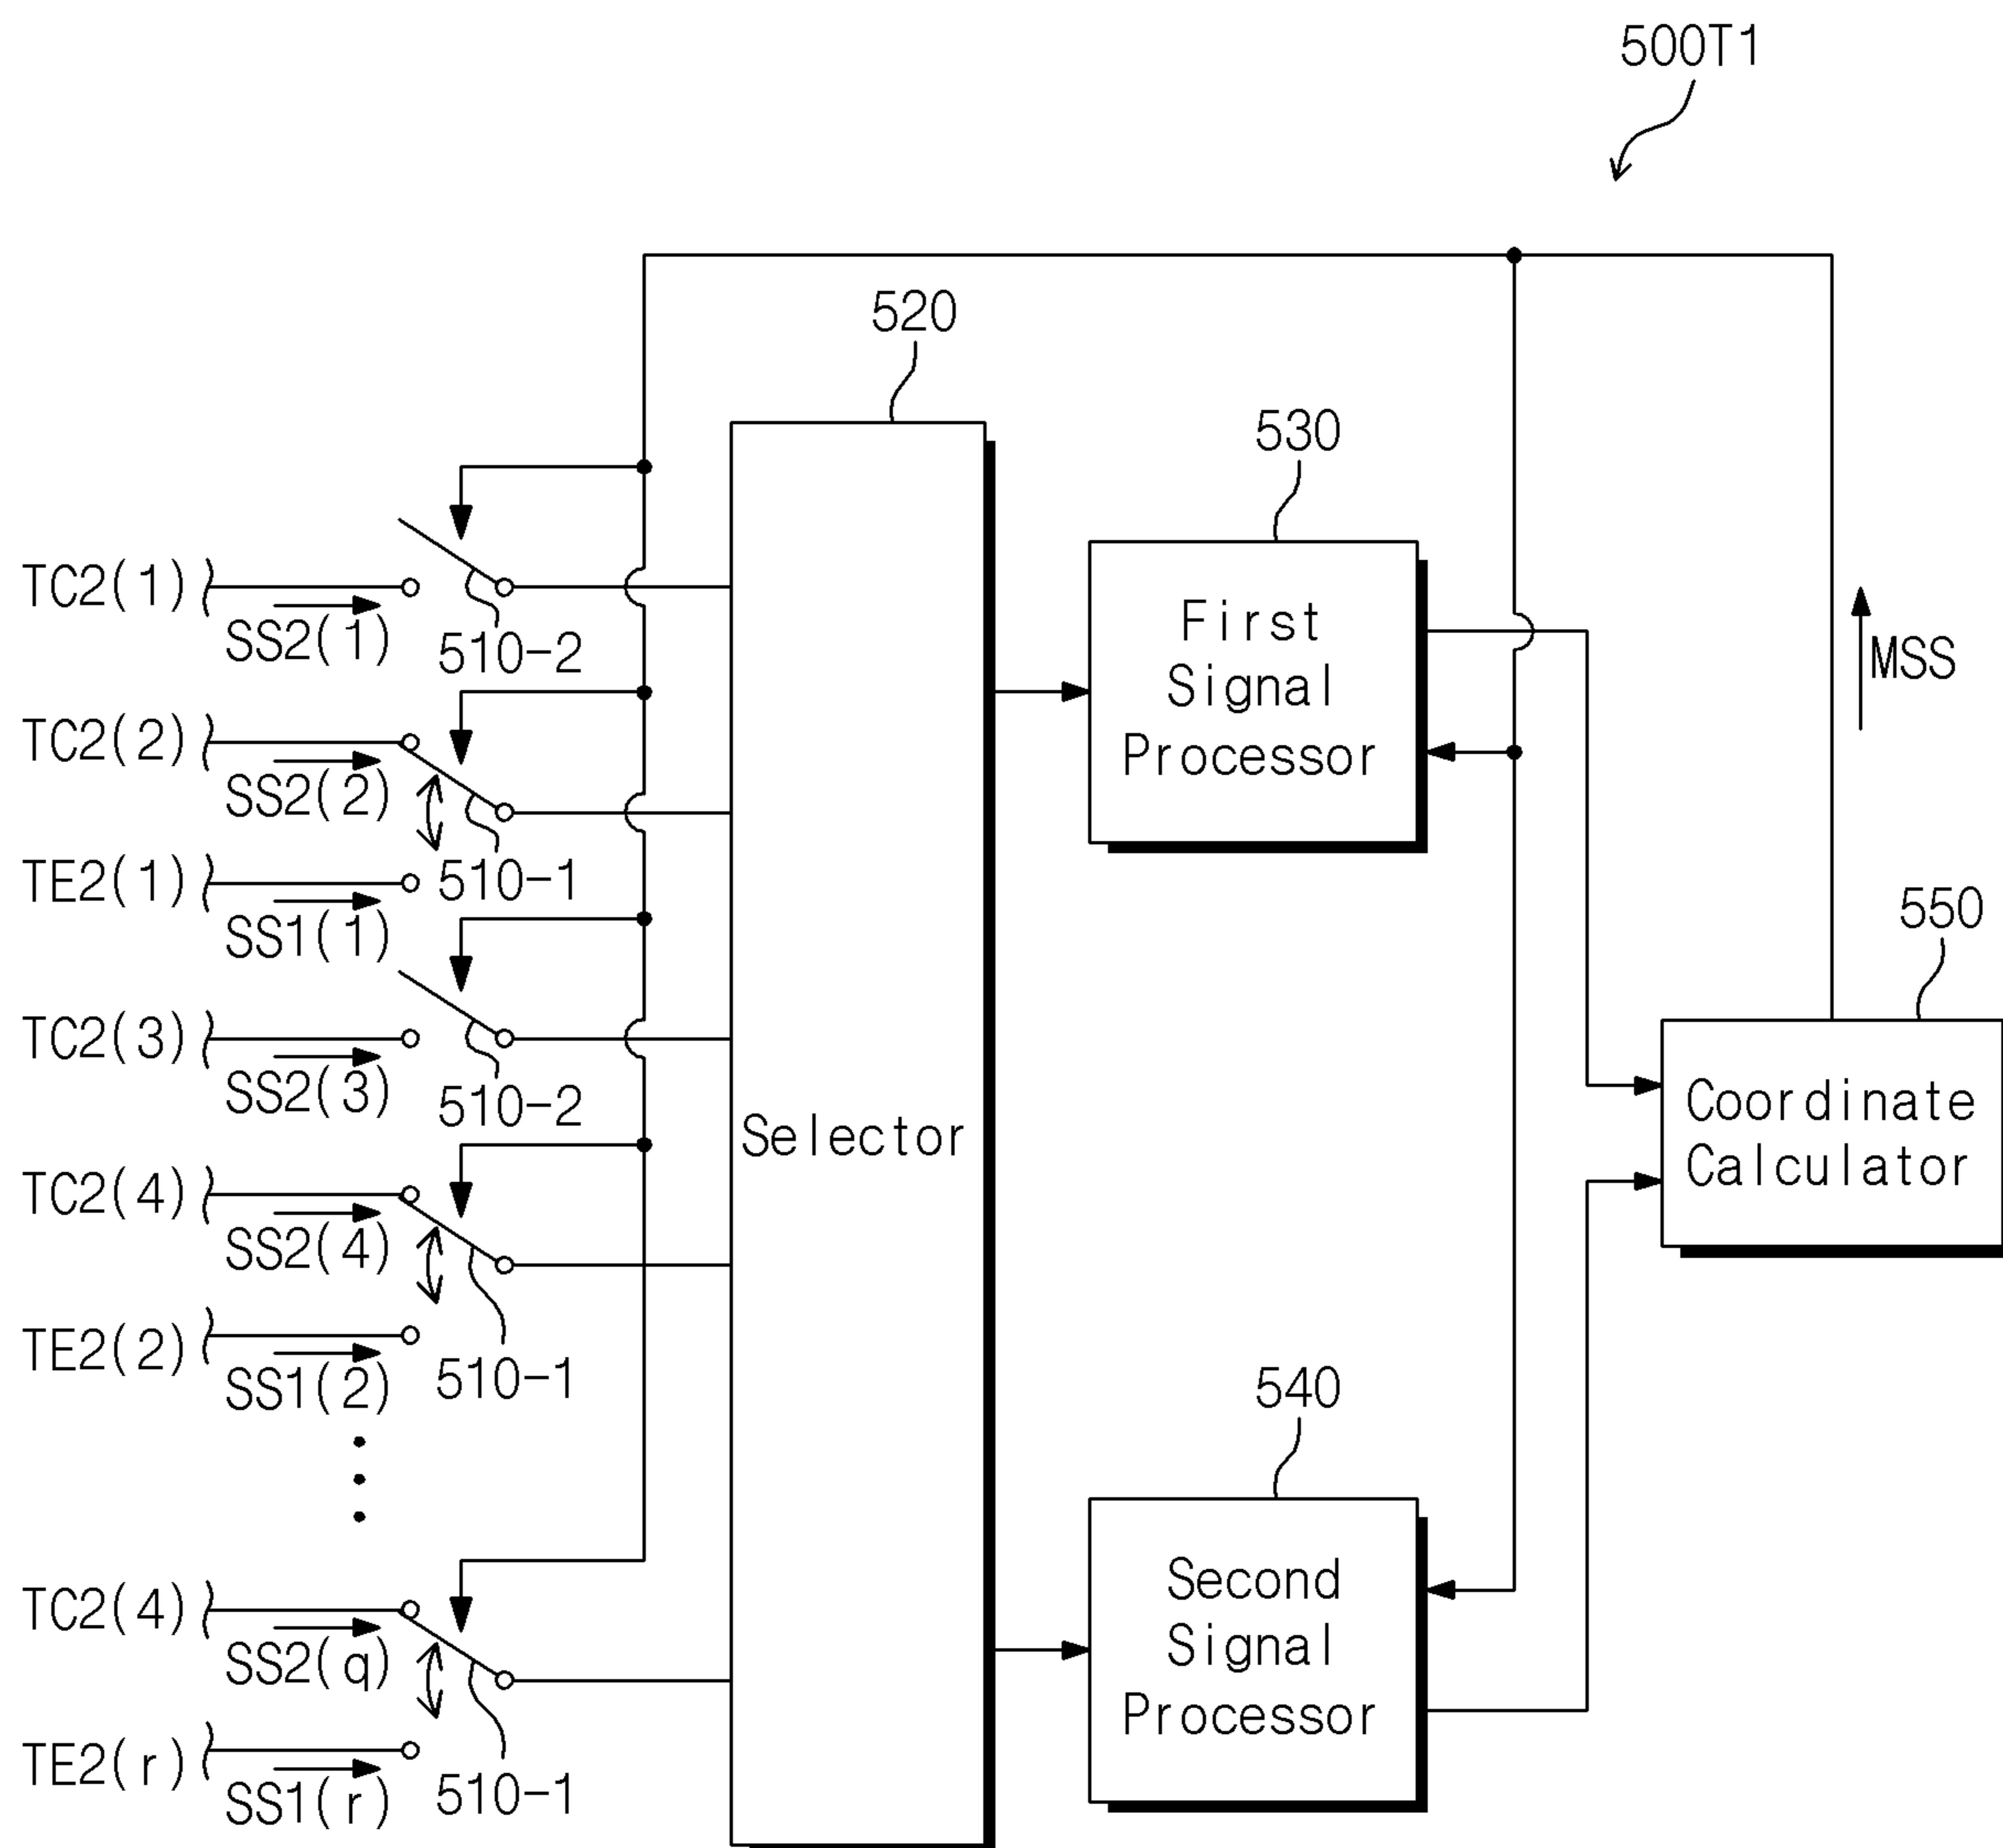 500T1
520
530
TC2(1)
SS2(1)
510-2
First
Signal
Processor
MSS
TC2(2)
SS2(2)
510-1
TE2(1)
SS1(1)
550
TC2(3)
SS2(3)
510-2
Selector
Coordinate
Calculator
TC2(4)
SS2(4)
TE2(2)
SS1(2)
510-1
540
Second
Signal
Processor
TC2(4)
SS2(q)
TE2(r)
SS1(r)
510-1